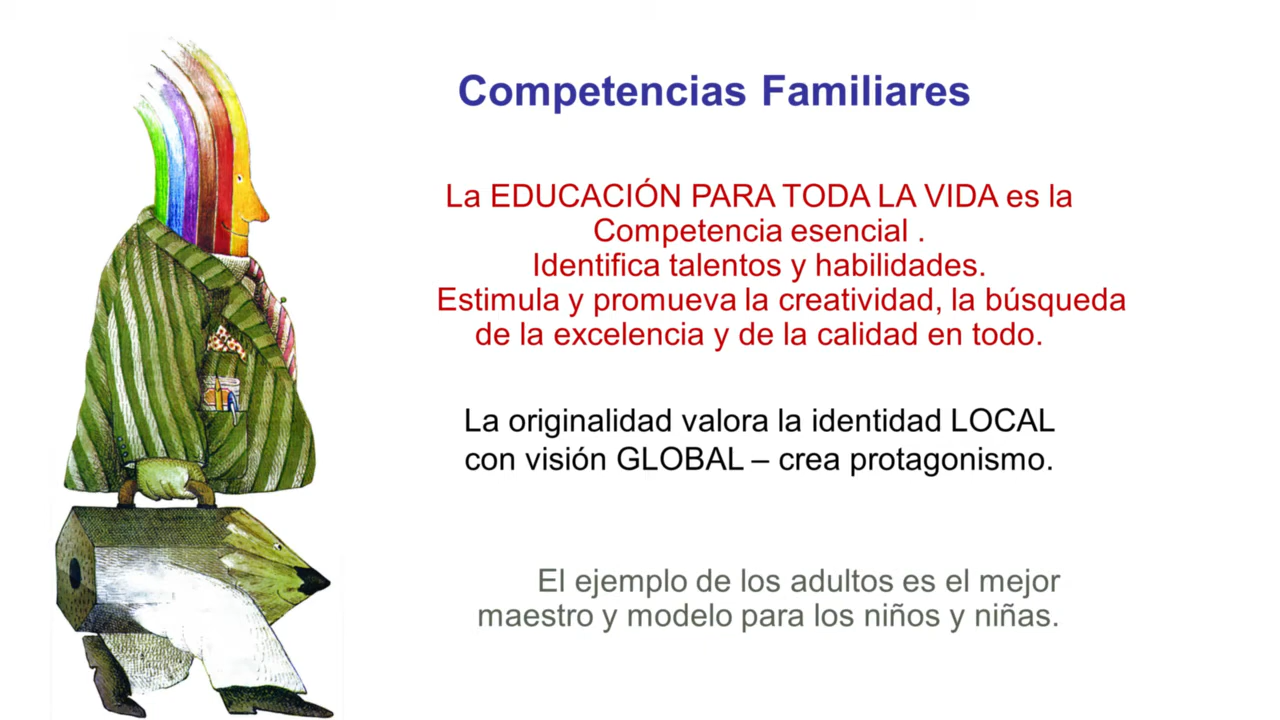 Competencias Familiares
La EDUCACIÓN PARA TODA LA VIDA es la
Competencia esencial .
Identifica talentos y habilidades.
Estimula y promueva la creatividad, la búsqueda
de la excelencia y de la calidad en todo.
La originalidad valora la identidad LOCAL
con visión GLOBAL – crea protagonismo.
El ejemplo de los adultos es el mejor
maestro y modelo para los niños y niñas.